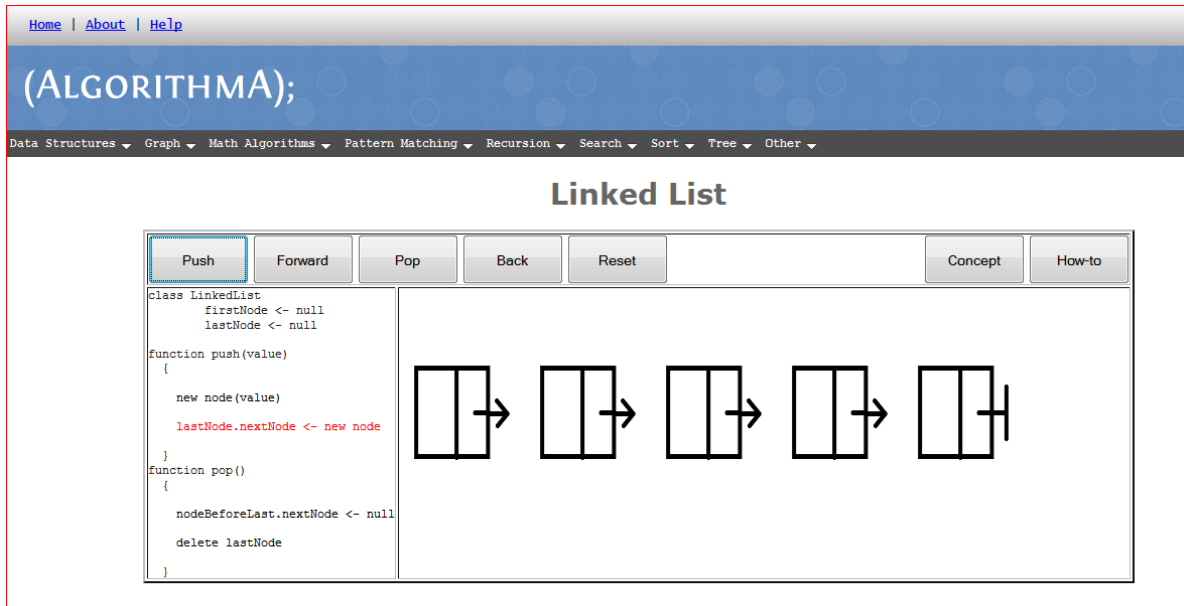 Home | About | Help
(ALGORITHMA);
Data Structures Graph Math Algorithms Pattern Matching Recursion Search Sort Tree Other
Linked List
Push Forward Pop Back Reset Concept How-to
class LinkedList
firstNode <- null
lastNode <- null
function push(value)
{
new node(value)
lastNode.nextNode <- new node
}
function pop()
{
nodeBeforeLast.nextNode <- null
delete lastNode
}